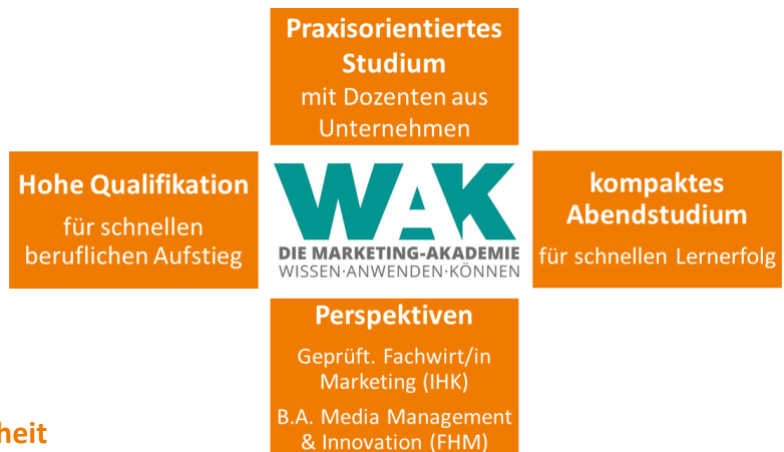 Praxisorientiertes
Studium
mit Dozenten aus
Unternehmen
Hohe Qualifikation
für schnellen
beruflichen Aufstieg
WAK
DIE MARKETING-AKADEMIE
WISSEN·ANWENDEN·KÖNNEN
kompaktes
Abendstudium
für schnellen Lernerfolg
Perspektiven
Geprüft. Fachwirt/in
Marketing (IHK)
B.A. Media Management
& Innovation (FHM)
heit